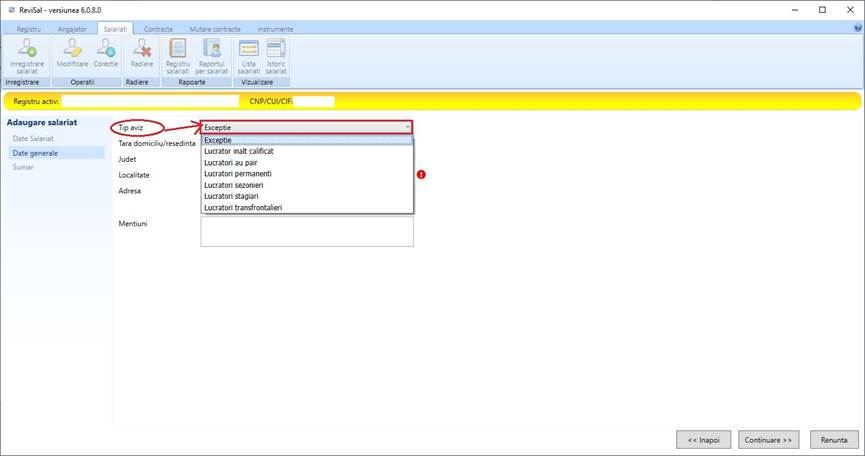 ReviSal - versiunea 6.0.8.0
Registru Angajator Salariati Contracte Mutare contracte Instrumente
Inregistrare salariat
Modificare
Corectie
Radiere
Registru salariati
Raportul per salariat
Lista salariati
Istoric salariat
Inregistrare Operatii Radiere Rapoarte Vizualizare
Registru activ: CNP/CUI/CIF:
Adaugare salariat
Date Salariat
Date generale
Sumar
Tip aviz Exceptie
Tara domiciliu/resedinta
Judet
Localitate
Adresa
Mentiuni
Exceptie
Lucrator inalt calificat
Lucratori au pair
Lucratori permanenti
Lucratori sezonieri
Lucratori stagiari
Lucratori transfrontalieri
<< Inapoi Continuare >> Renunta